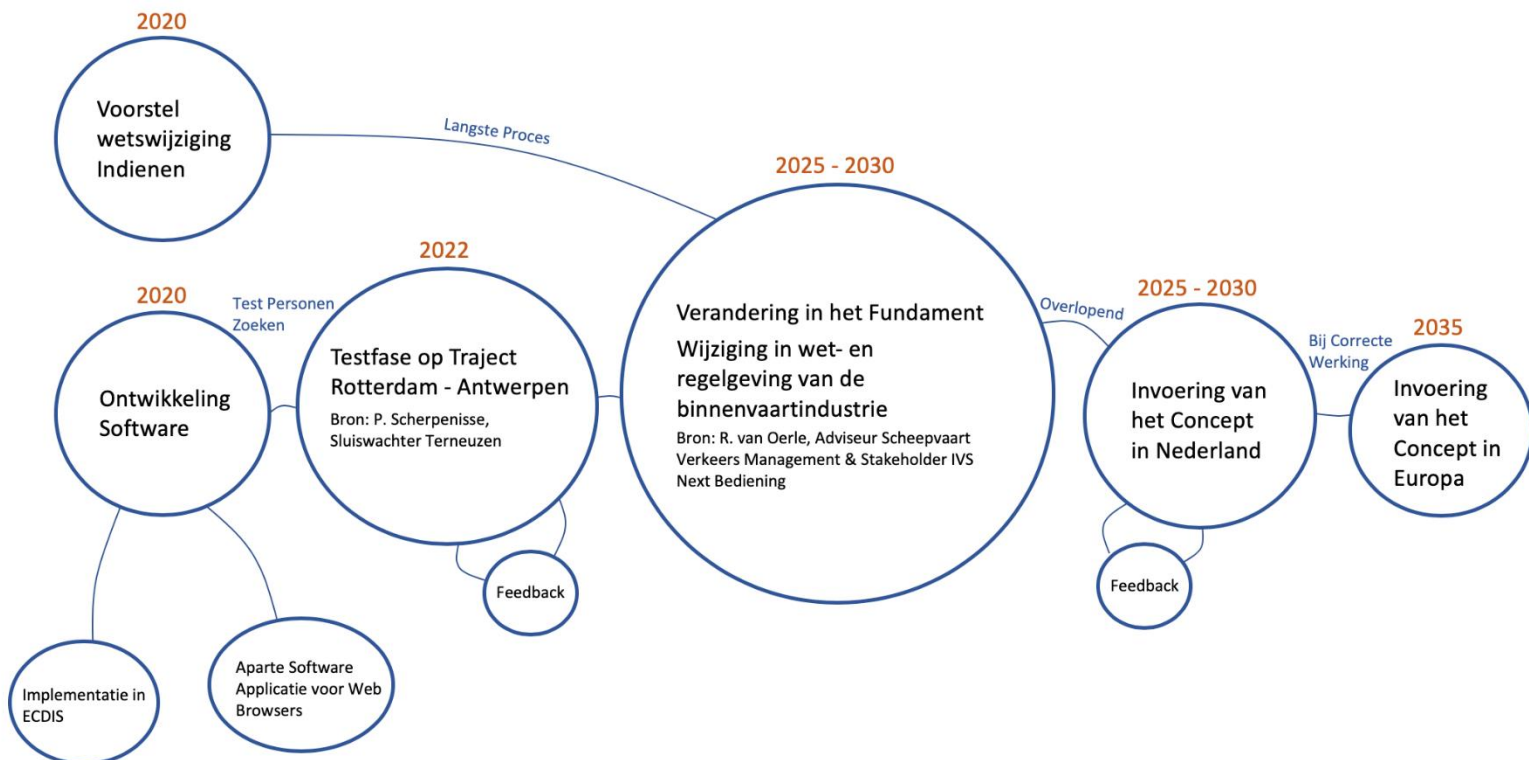 2020
Voorstel
wetswijziging
Indienen
Langste Proces
2020
Ontwikkeling
Software
Test Personen
Zoeken
2022
Testfase op Traject
Rotterdam - Antwerpen
Bron: P. Scherpenisse,
Sluiswachter Terneuzen
Feedback
Implementatie in
ECDIS
Aparte Software
Applicatie voor Web
Browsers
2025 - 2030
Verandering in het Fundament
Wijziging in wet- en
regelgeving van de
binnenvaartindustrie
Bron: R. van Oerle, Adviseur Scheepvaart
Verkeers Management & Stakeholder IVS
Next Bediening
Overlopend
2025 - 2030
Invoering van
het Concept
in Nederland
Feedback
Bij Correcte
Werking
2035
Invoering
van het
Concept in
Europa